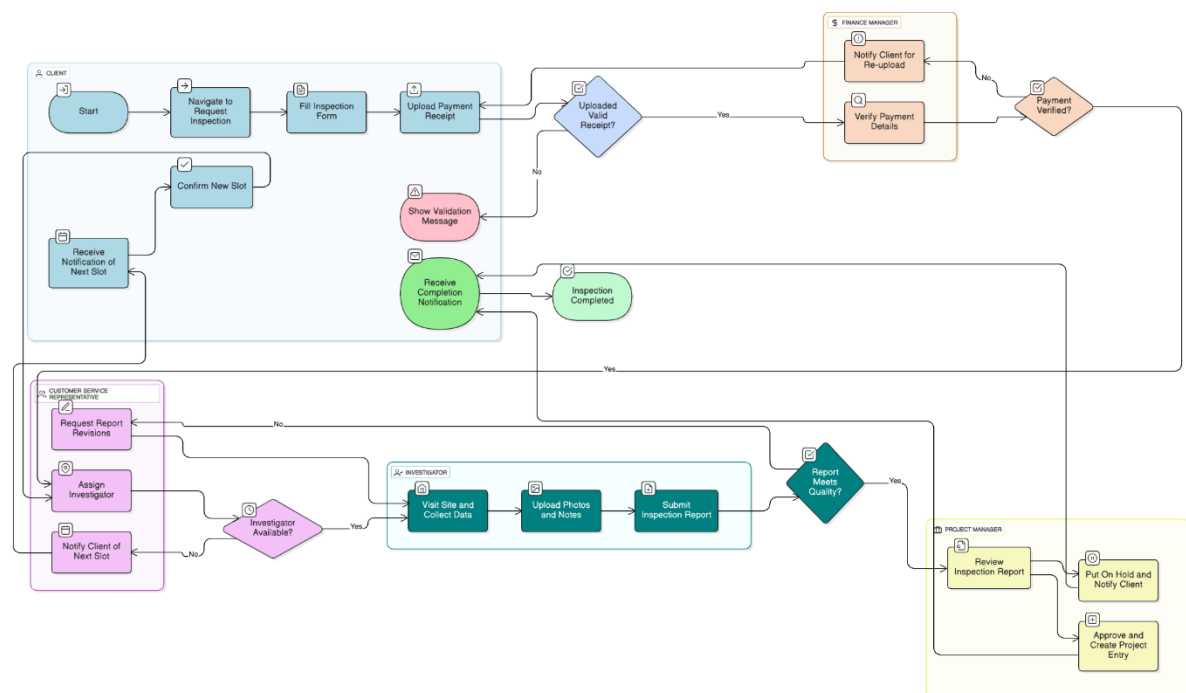 FINANCE MANAGER
Notify Client for
Re-upload
No
Payment
Verified?
Verify Payment
Details
CLIENT
Start
Navigate to
Request
Inspection
Fill Inspection
Form
Upload Payment
Receipt
Uploaded
Valid
Receipt?
Yes
No
Confirm New Slot
Show Validation
Message
Receive
Notification of
Next Slot
Receive
Completion
Notification
Inspection
Completed
Yes
CUSTOMER SERVICE
REPRESENTATIVE
Request Report
Revisions
No
Assign
Investigator
Investigator
Available?
Yes
No
Notify Client of
Next Slot
INVESTIGATOR
Visit Site and
Collect Data
Upload Photos
and Notes
Submit
Inspection Report
Report
Meets
Quality?
Yes
PROJECT MANAGER
Review
Inspection Report
Put On Hold and
Notify Client
Approve and
Create Project
Entry